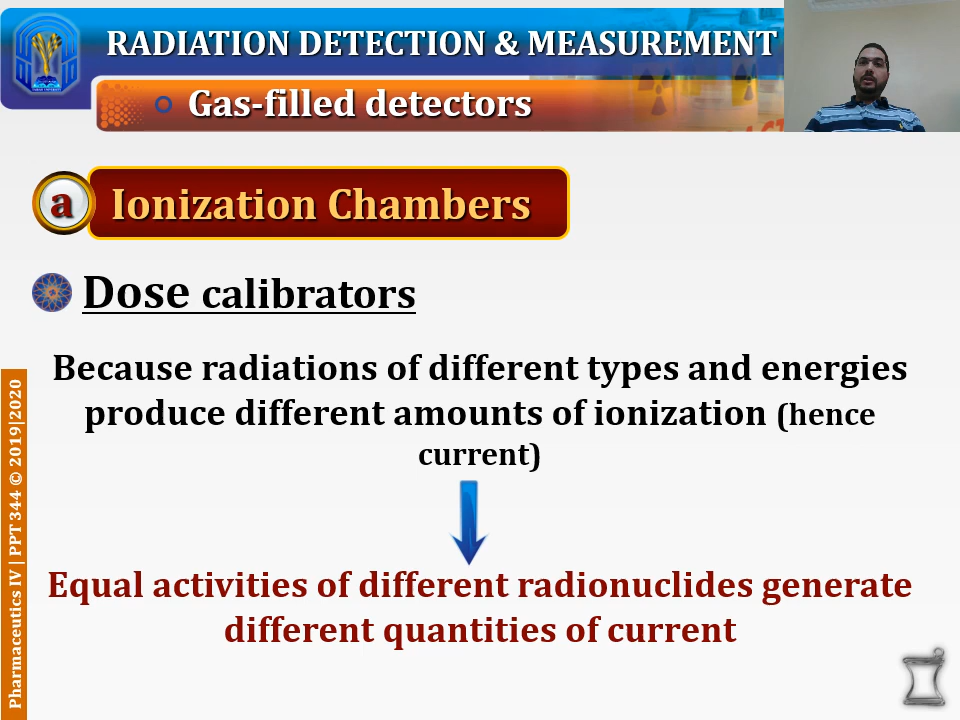 RADIATION DETECTION & MEASUREMENT
Gas-filled detectors
a Ionization Chambers
Dose calibrators
Because radiations of different types and energies
produce different amounts of ionization (hence
current)
Equal activities of different radionuclides generate
different quantities of current
Pharmaceutics IV | PPT 344 © 2019|2020